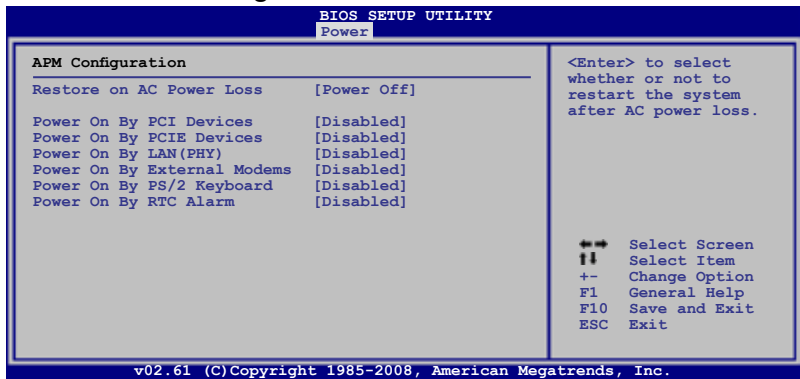 BIOS SETUP UTILITY
Power
APM Configuration
Restore on AC Power Loss [Power Off]
Power On By PCI Devices [Disabled]
Power On By PCIE Devices [Disabled]
Power On By LAN(PHY) [Disabled]
Power On By External Modems [Disabled]
Power On By PS/2 Keyboard [Disabled]
Power On By RTC Alarm [Disabled]
<Enter> to select
whether or not to
restart the system
after AC power loss.
Select Screen
Select Item
+- Change Option
F1 General Help
F10 Save and Exit
ESC Exit
v02.61 (C)Copyright 1985-2008, American Megatrends, Inc.